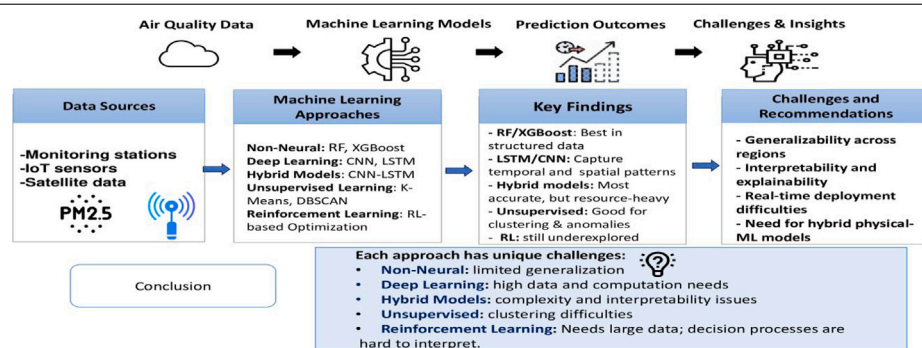 Air Quality Data
Machine Learning Models
Prediction Outcomes
Challenges & Insights
Data Sources
-Monitoring stations
-IoT sensors
-Satellite data
PM2.5
Machine Learning
Approaches
Non-Neural: RF, XGBoost
Deep Learning: CNN, LSTM
Hybrid Models: CNN-LSTM
Unsupervised Learning: K-
Means, DBSCAN
Reinforcement Learning: RL-
based Optimization
Key Findings
- RF/XGBoost: Best in
structured data
- LSTM/CNN: Capture
temporal and spatial patterns
- Hybrid models: Most
accurate, but resource-heavy
- Unsupervised: Good for
clustering & anomalies
- RL: still underexplored
Challenges and
Recommendations
- Generalizability across
regions
- Interpretability and
explainability
- Real-time deployment
difficulties
- Need for hybrid physical-
ML models
Conclusion
Each approach has unique challenges:
• Non-Neural: limited generalization
• Deep Learning: high data and computation needs
• Hybrid Models: complexity and interpretability issues
• Unsupervised: clustering difficulties
• Reinforcement Learning: Needs large data; decision processes are
hard to interpret.